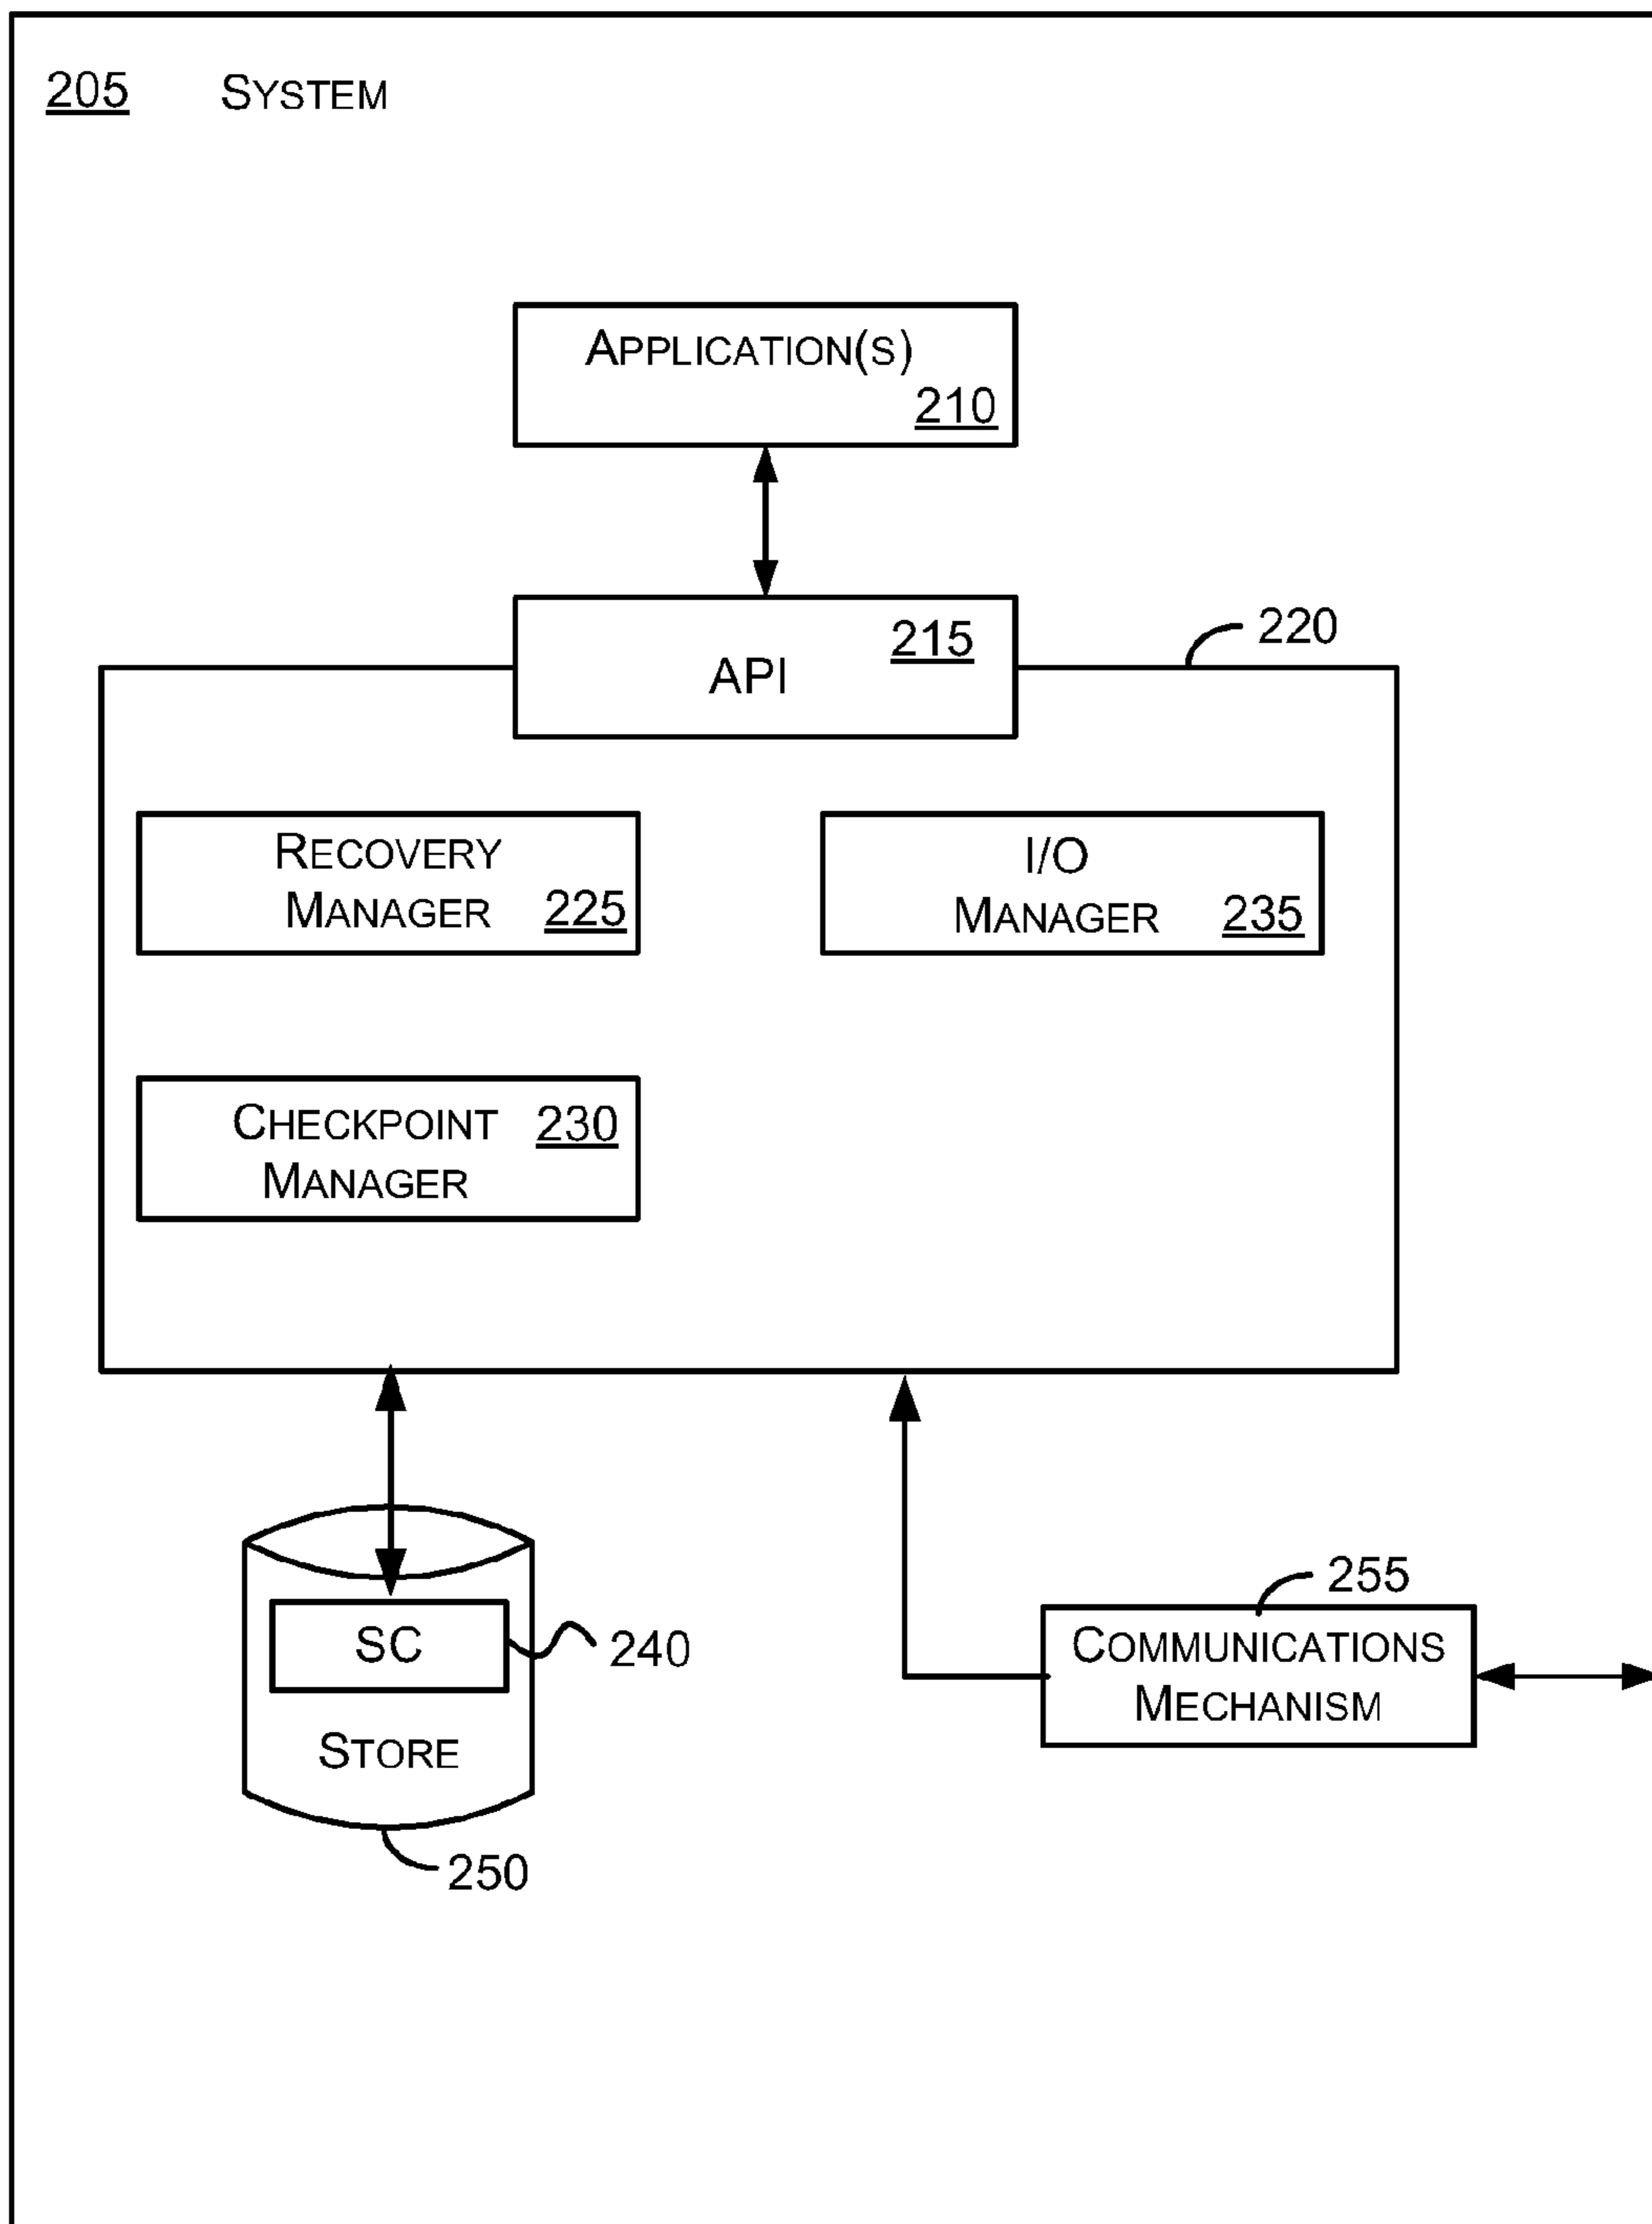 205 SYSTEM
APPLICATION(S)
210
215
API
220
RECOVERY
MANAGER 225
I/O
MANAGER 235
CHECKPOINT 230
MANAGER
SC
240
STORE
250
255
COMMUNICATIONS
MECHANISM